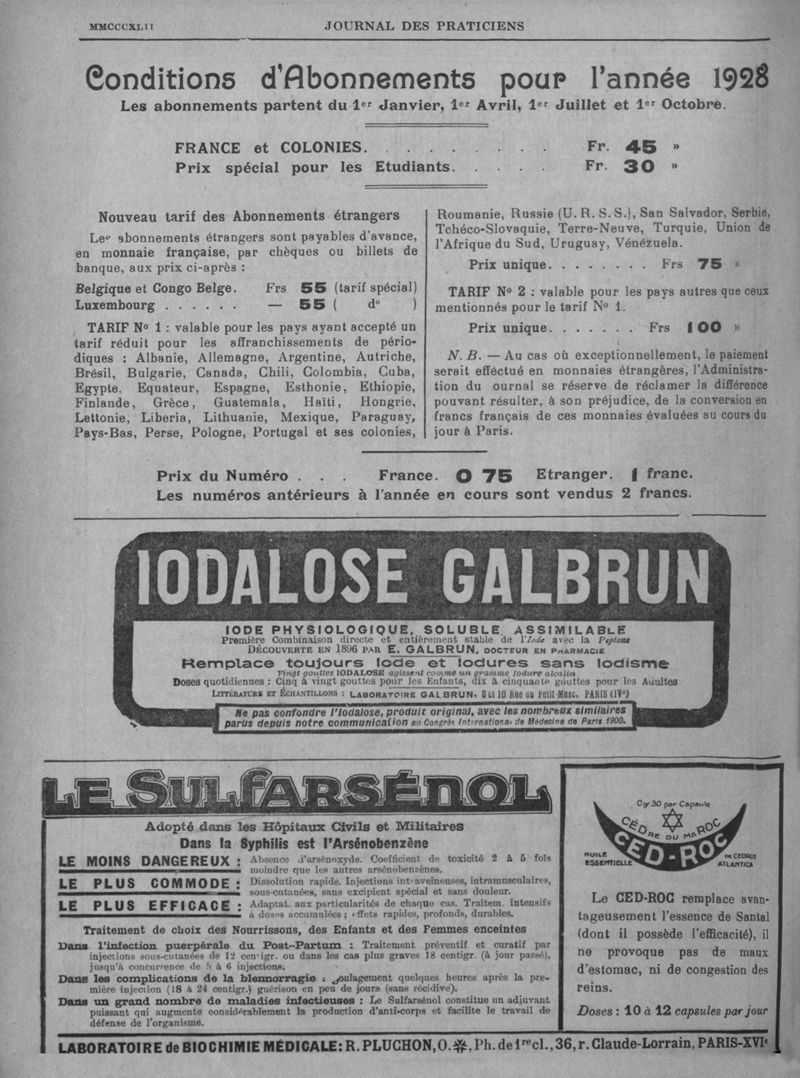 MMCCCXLII
JOURNAL DES PRATICIENS
Conditions d'Abonnements pour l'année 1928
Les abonnements partent du 1er Janvier, 1er Avril, 1er Juillet et 1er Octobre.
FRANCE et COLONIES. . . . . . . . Fr. 45 »
Prix spécial pour les Etudiants. . . . . Fr. 30 »
Nouveau tarif des Abonnements étrangers
Les abonnements étrangers sont payables d'avance,
en monnaie française, par chèques ou billets de
banque, aux prix ci-après :
Belgique et Congo Belge. Frs 55 (tarif spécial)
Luxembourg . . . . . . — 55 ( do )
TARIF No 1 : valable pour les pays ayant accepté un
tarif réduit pour les affranchissements de pério-
diques : Albanie, Allemagne, Argentine, Autriche,
Brésil, Bulgarie, Canada, Chili, Colombia, Cuba,
Egypte, Equateur, Espagne, Esthonie, Ethiopie,
Finlande, Grèce, Guatemala, Haïti, Hongrie,
Lettonie, Liberia, Lithuanie, Mexique, Paraguay,
Pays-Bas, Perse, Pologne, Portugal et ses colonies,
Roumanie, Russie (U. R. S. S.), San Salvador, Serbie,
Tchéco-Slovaquie, Terre-Neuve, Turquie, Union de
l'Afrique du Sud, Uruguay, Vénézuela.
Prix unique. . . . . . . . Frs 75 »
TARIF No 2 : valable pour les pays autres que ceux
mentionnés pour le tarif No 1.
Prix unique. . . . . . . Frs 100 »
N. B. — Au cas où exceptionnellement, le paiement
serait efféctué en monnaies étrangères, l'Administra-
tion du ournal se réserve de réclamer la différence
pouvant résulter, à son préjudice, de la conversion en
francs français de ces monnaies évaluées au cours du
jour à Paris.
Prix du Numéro . . . France. 0 75 Etranger. 1 franc.
Les numéros antérieurs à l'année en cours sont vendus 2 francs.
IODALOSE GALBRUN
IODE PHYSIOLOGIQUE, SOLUBLE, ASSIMILABLE
Première Combinaison directe et entièrement stable de l'Iode avec la Peptone
DÉCOUVERTE EN 1896 PAR E. GALBRUN, DOCTEUR EN PHARMACIE
Remplace toujours Iode et Iodures sans Iodisme
Vingt gouttes IODALOSE agissent comme un gramme Iodure alcalin
Doses quotidiennes : Cinq à vingt gouttes pour les Enfants, dix à cinquante gouttes pour les Adultes
LITTÉRATURE ET ÉCHANTILLONS : LABORATOIRE GALBRUN, 8 et 10 Rue du Petit-Musc, PARIS (IVe)
Ne pas confondre l'Iodalose, produit original, avec les nombreux similaires
parus depuis notre communication au Congrès International de Médecine de Paris 1900.
LE SULFARSÉNOL
Adopté dans les Hôpitaux Civils et Militaires
Dans la Syphilis est l'Arsénobenzène
LE MOINS DANGEREUX : Absence d'arsénoxyde. Coefficient de toxicité 2 à 5 fois
moindre que les autres arsénobenzènes.
LE PLUS COMMODE : Dissolution rapide. Injections intraveineuses, intramusculaires,
sous-cutanées, sans excipient spécial et sans douleur.
LE PLUS EFFICACE : Adaptat. aux particularités de chaque cas. Traitem. intensifs
à doses accumulées ; effets rapides, profonds, durables.
Traitement de choix des Nourrissons, des Enfants et des Femmes enceintes
Dans l'infection puerpérale du Post-Partum : Traitement préventif et curatif par
injections sous-cutanées de 12 centigr. ou dans les cas plus graves 18 centigr. (à jour passé),
jusqu'à concurrence de 5 à 6 injections.
Dans les complications de la blennorragie : soulagement quelques heures après la pre-
mière injection (18 à 24 centigr.) guérison en peu de jours (sans récidive).
Dans un grand nombre de maladies infectieuses : Le Sulfarsénol constitue un adjuvant
puissant qui augmente considérablement la production d'anti-corps et facilite le travail de
défense de l'organisme.
Ogr30 par Capsule
CÈDRE DU MAROC
CED-ROC
HUILE
ESSENTIELLE
DE CEDRUS
ATLANTICA
Le CED-ROC remplace avan-
tageusement l'essence de Santal
(dont il possède l'efficacité), il
ne provoque pas de maux
d'estomac, ni de congestion des
reins.
Doses : 10 à 12 capsules par jour
LABORATOIRE de BIOCHIMIE MÉDICALE: R. PLUCHON, O. ✠, Ph. de 1re cl., 36, r. Claude-Lorrain, PARIS-XVIe